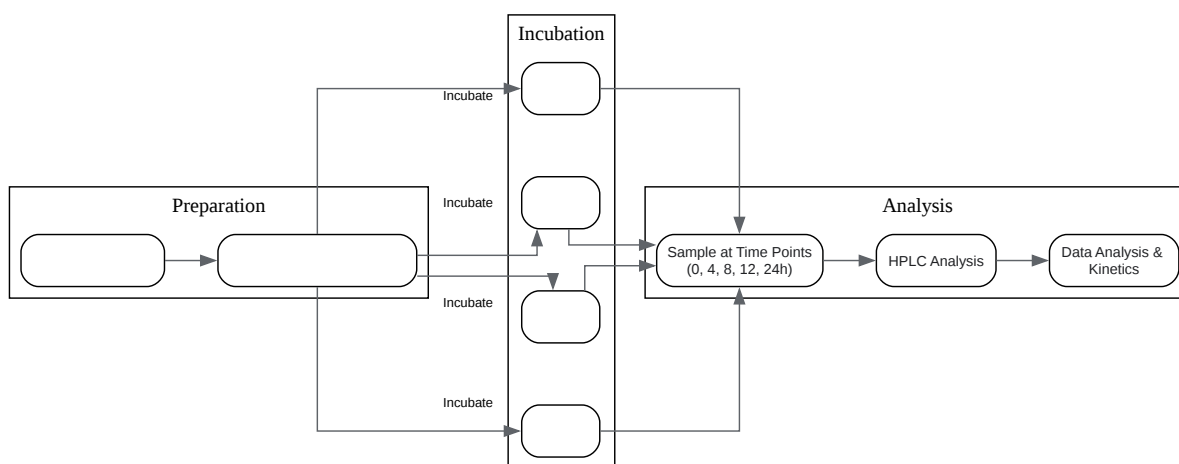 Incubation
Incubate
Incubate
Preparation
Analysis
Sample at Time Points
(0, 4, 8, 12, 24h)
HPLC Analysis
Data Analysis &
Kinetics
Incubate
Incubate